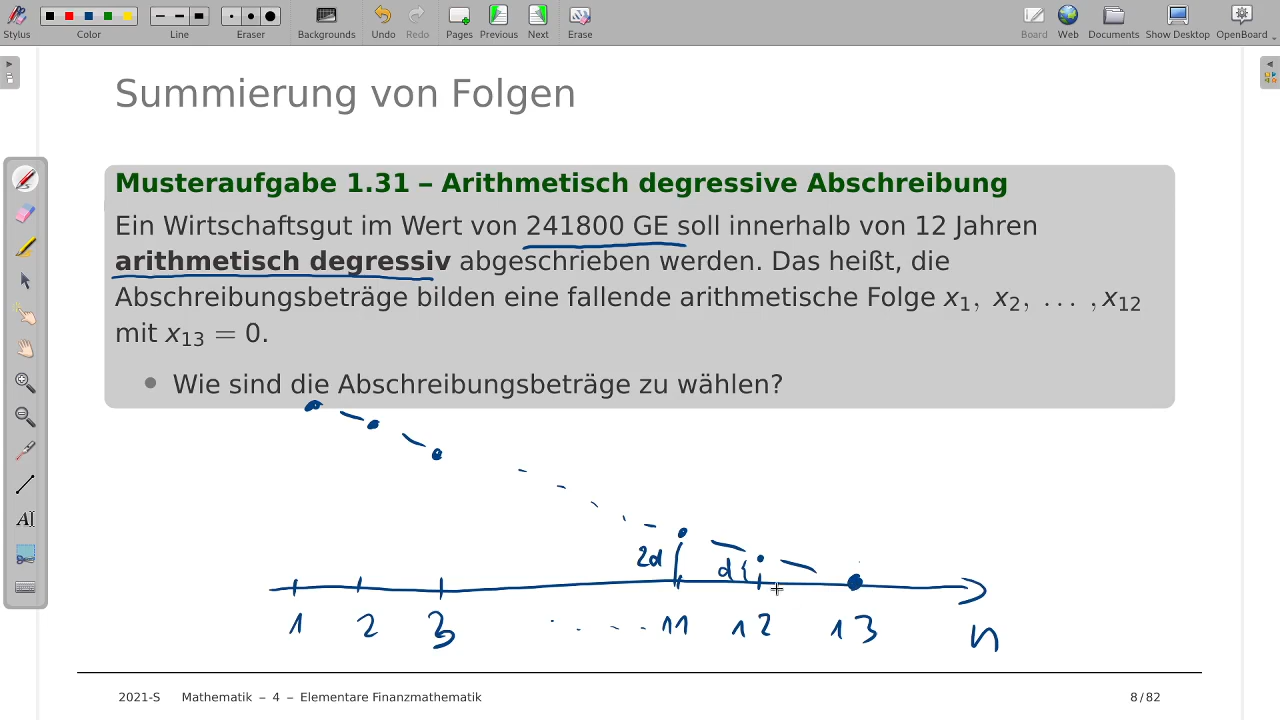 Stylus Color Line Eraser Backgrounds Undo Redo Pages Previous Next Erase Board Web Documents Show Desktop OpenBoard
Summierung von Folgen
Musteraufgabe 1.31 – Arithmetisch degressive Abschreibung
Ein Wirtschaftsgut im Wert von 241800 GE soll innerhalb von 12 Jahren
arithmetisch degressiv abgeschrieben werden. Das heißt, die
Abschreibungsbeträge bilden eine fallende arithmetische Folge x₁, x₂, … , x₁₂
mit x₁₃ = 0.
• Wie sind die Abschreibungsbeträge zu wählen?
2d d
1 2 3 ..... 11 12 13 n
2021-S Mathematik – 4 – Elementare Finanzmathematik 8/82